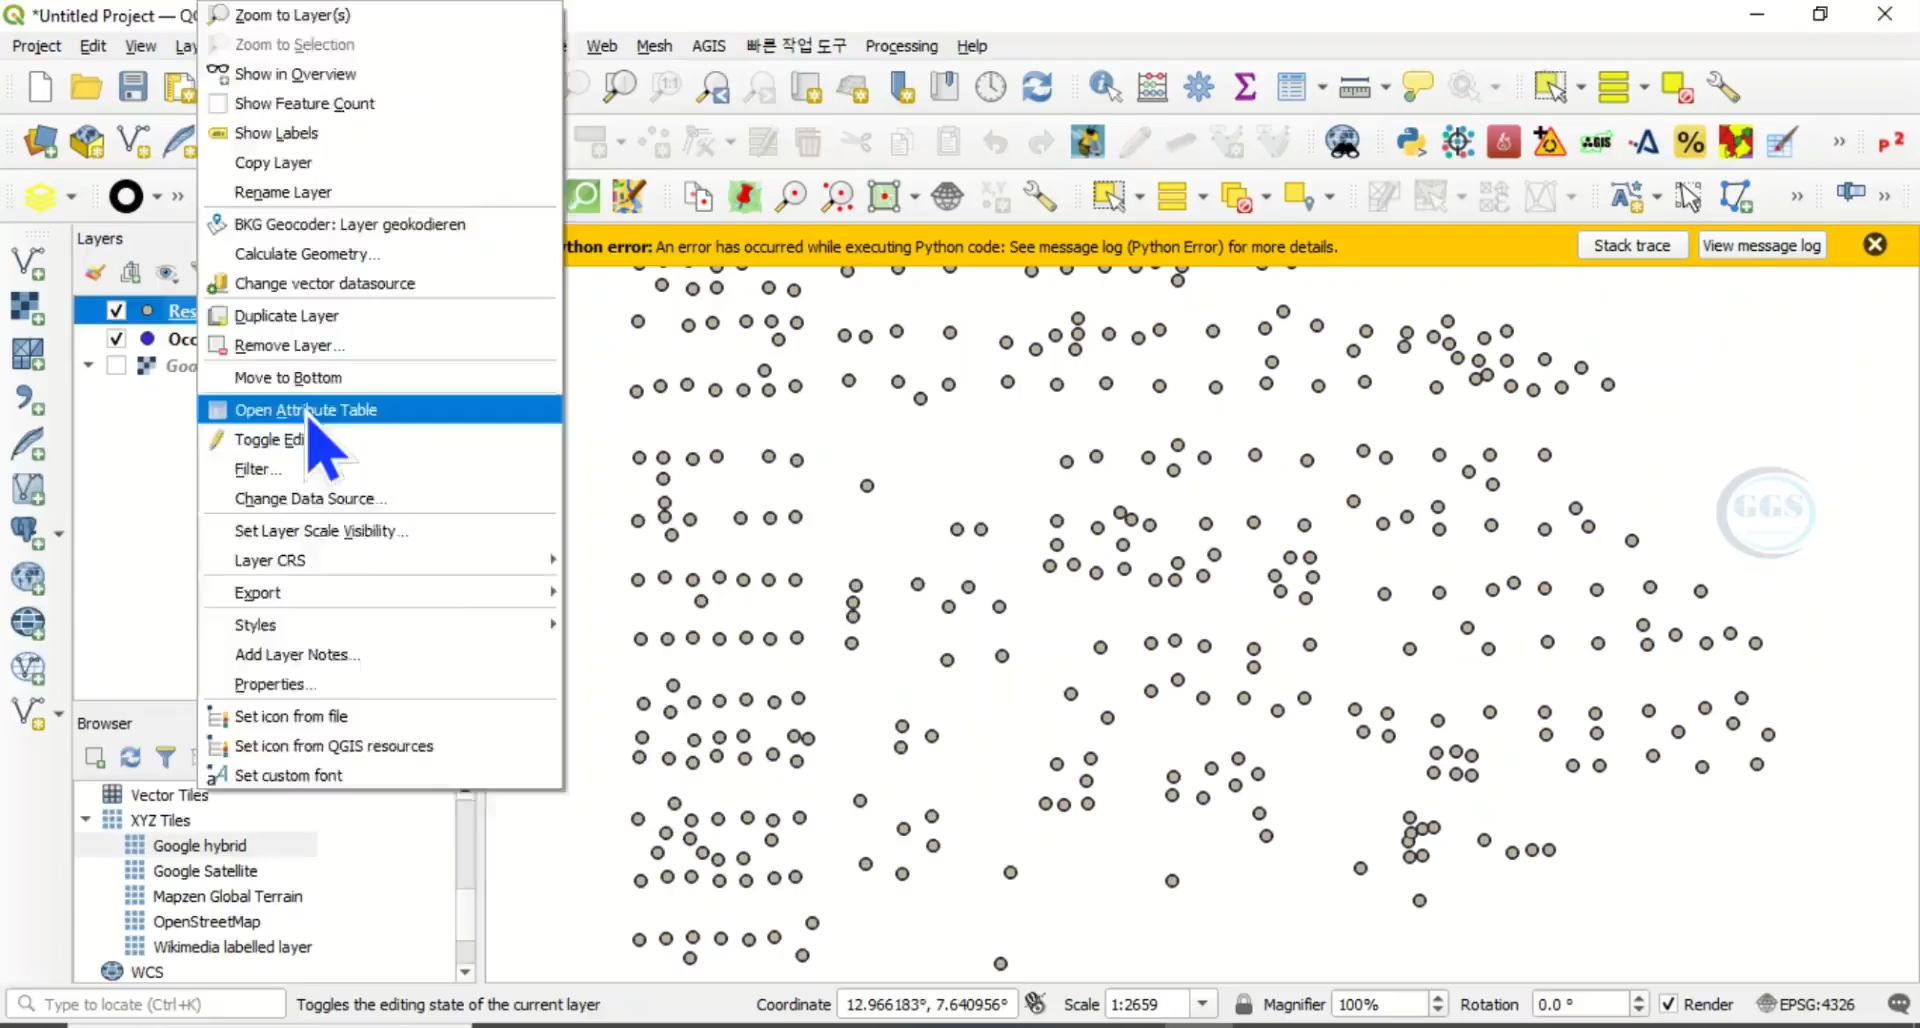 *Untitled Project — QG
Project Edit View Lay Web Mesh AGIS 빠른 작업 도구 Processing Help
Zoom to Layer(s)
Zoom to Selection
Show in Overview
Show Feature Count
Show Labels
Copy Layer
Rename Layer
BKG Geocoder: Layer geokodieren
Calculate Geometry...
Change vector datasource
Duplicate Layer
Remove Layer...
Move to Bottom
Open Attribute Table
Toggle Edi
Filter...
Change Data Source...
Set Layer Scale Visibility...
Layer CRS
Export
Styles
Add Layer Notes...
Properties...
Set icon from file
Set icon from QGIS resources
Set custom font
ython error: An error has occurred while executing Python code: See message log (Python Error) for more details. Stack trace View message log
Layers
Res
Occ
Goo
GGS
Browser
Vector Tiles
XYZ Tiles
Google hybrid
Google Satellite
Mapzen Global Terrain
OpenStreetMap
Wikimedia labelled layer
WCS
Type to locate (Ctrl+K) Toggles the editing state of the current layer Coordinate 12.966183°, 7.640956° Scale 1:2659 Magnifier 100% Rotation 0.0 ° Render EPSG:4326